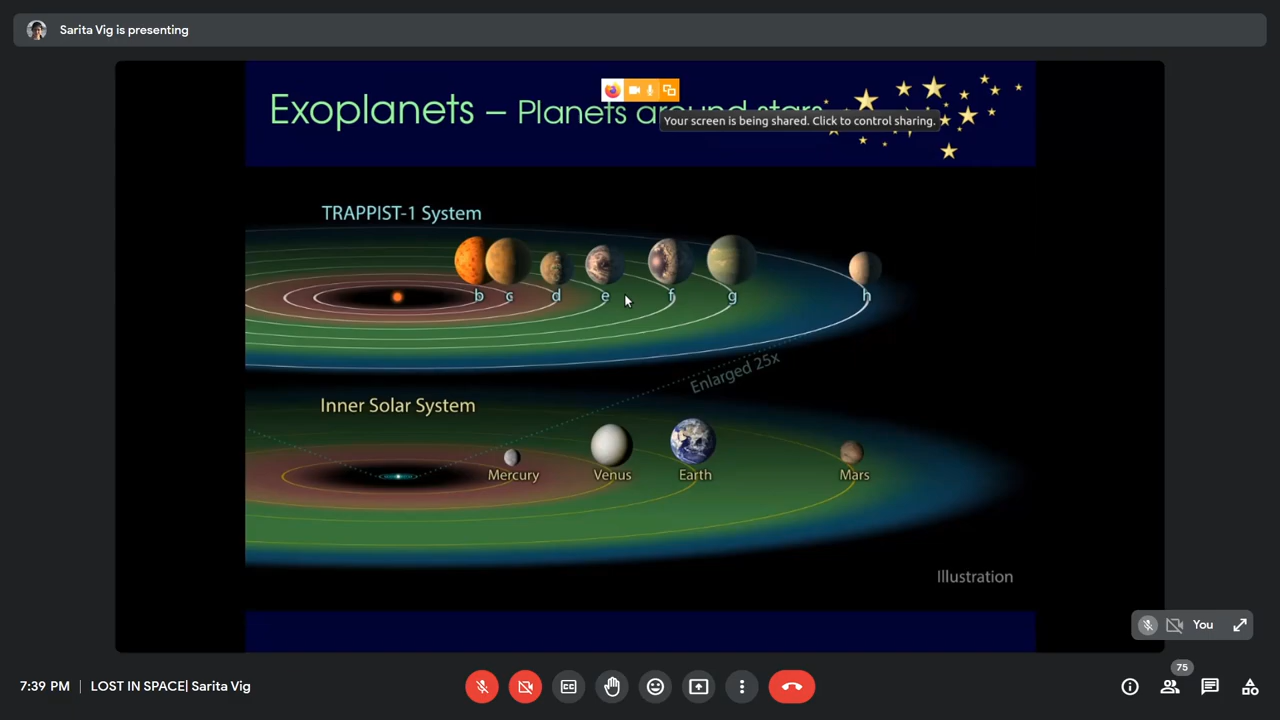 Sarita Vig is presenting
Exoplanets – Planets around stars
Your screen is being shared. Click to control sharing.
TRAPPIST-1 System
b c d e f g h
Enlarged 25x
Inner Solar System
Mercury Venus Earth Mars
Illustration
You
75
7:39 PM | LOST IN SPACE| Sarita Vig